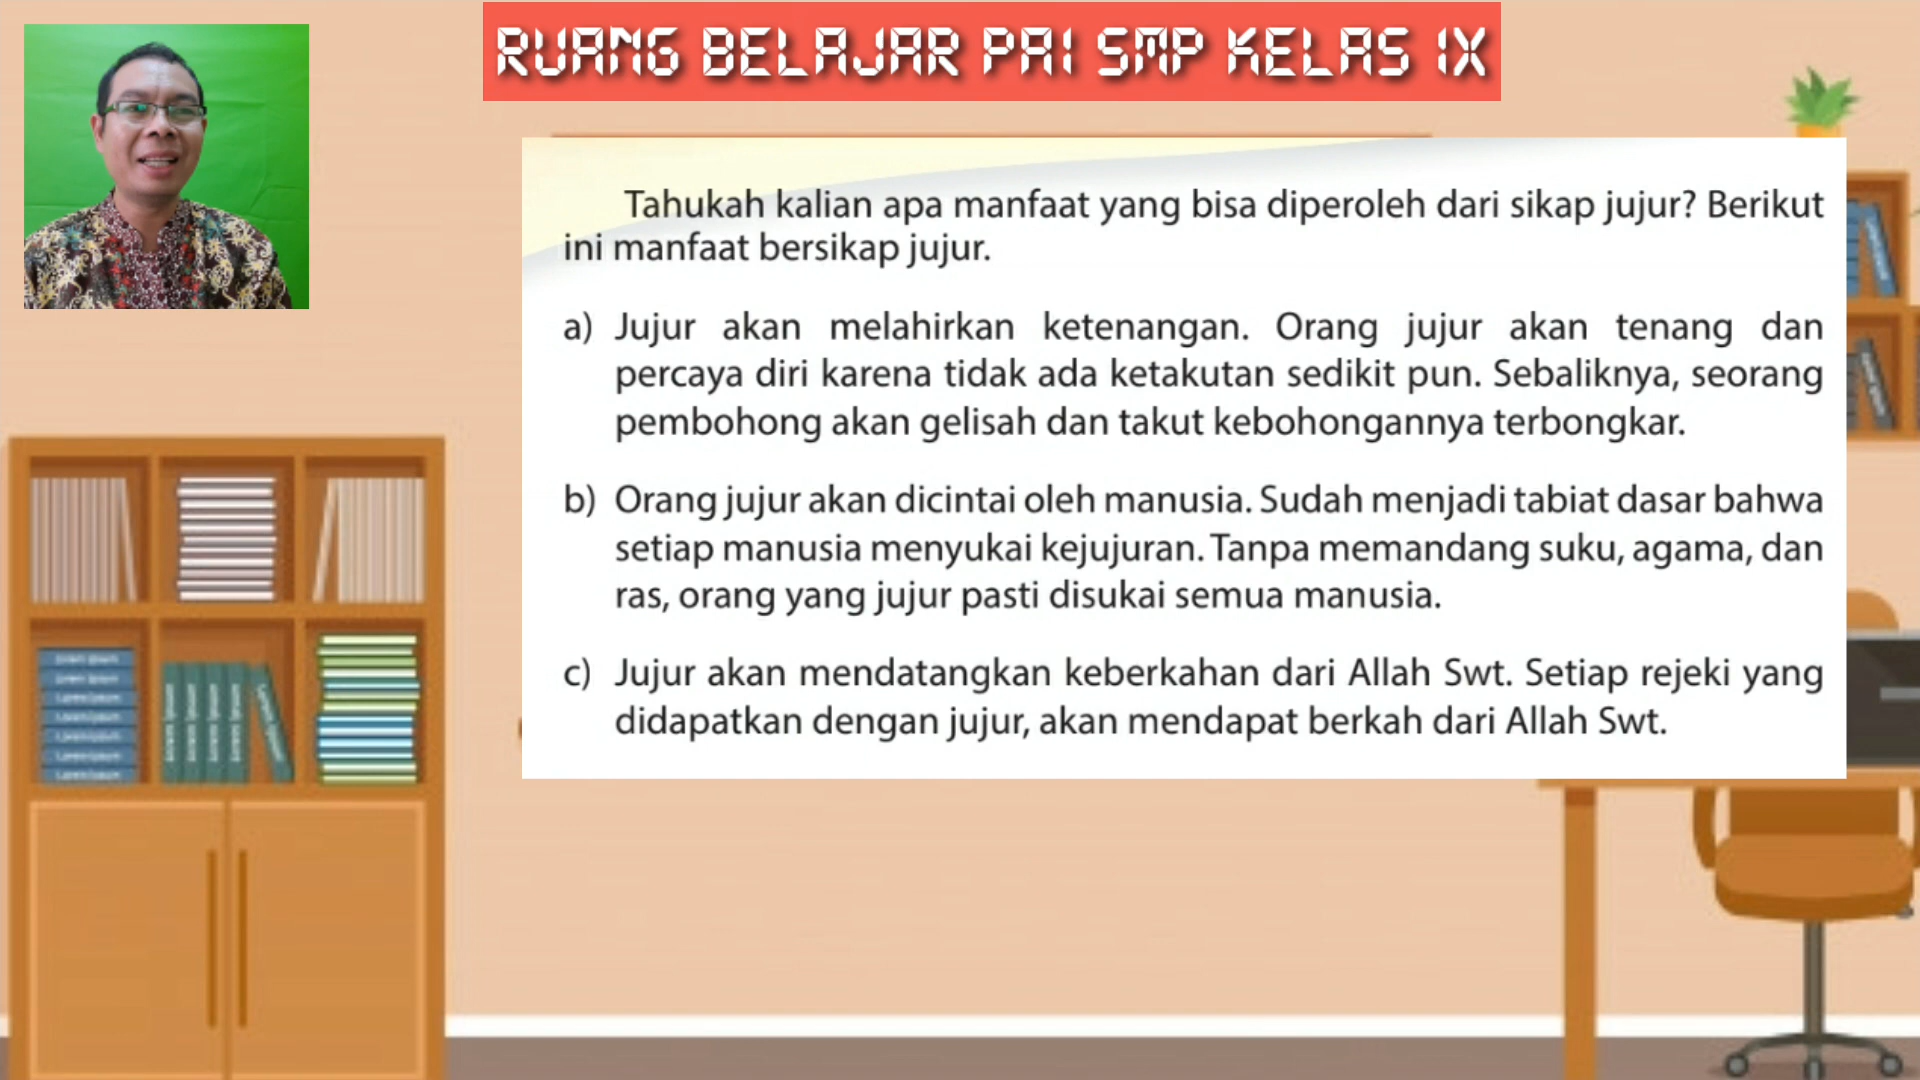 RUANG BELAJAR PAI SMP KELAS IX
Tahukah kalian apa manfaat yang bisa diperoleh dari sikap jujur? Berikut
ini manfaat bersikap jujur.
a) Jujur akan melahirkan ketenangan. Orang jujur akan tenang dan
percaya diri karena tidak ada ketakutan sedikit pun. Sebaliknya, seorang
pembohong akan gelisah dan takut kebohongannya terbongkar.
b) Orang jujur akan dicintai oleh manusia. Sudah menjadi tabiat dasar bahwa
setiap manusia menyukai kejujuran. Tanpa memandang suku, agama, dan
ras, orang yang jujur pasti disukai semua manusia.
c) Jujur akan mendatangkan keberkahan dari Allah Swt. Setiap rejeki yang
didapatkan dengan jujur, akan mendapat berkah dari Allah Swt.